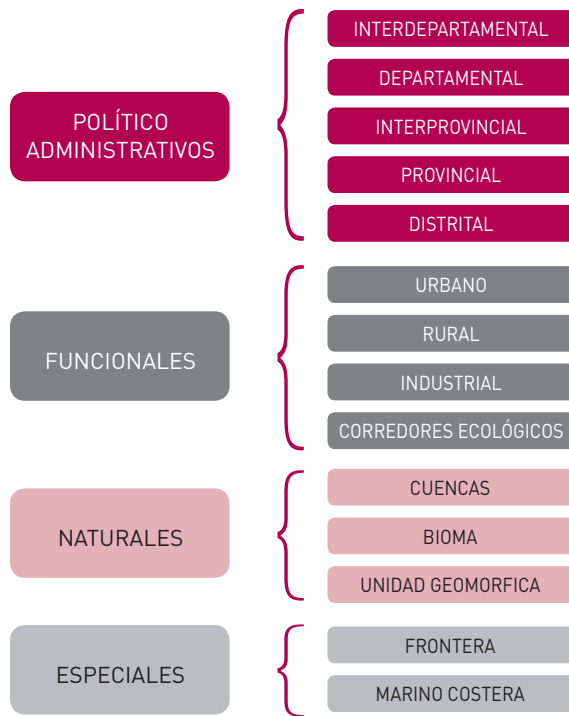 POLÍTICO
ADMINISTRATIVOS
INTERDEPARTAMENTAL
DEPARTAMENTAL
INTERPROVINCIAL
PROVINCIAL
DISTRITAL
FUNCIONALES
URBANO
RURAL
INDUSTRIAL
CORREDORES ECOLÓGICOS
NATURALES
CUENCAS
BIOMA
UNIDAD GEOMORFICA
ESPECIALES
FRONTERA
MARINO COSTERA